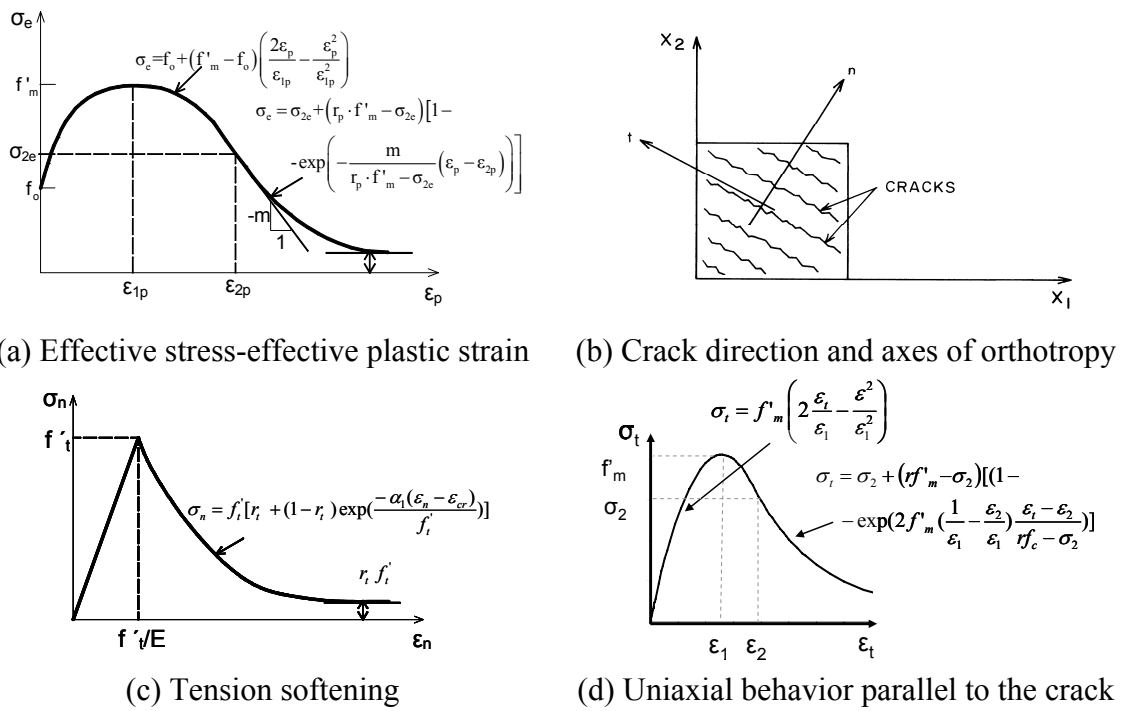 σe
σe=fo+(f'm−fo)(2εp/ε1p−εp²/ε1p²)
f'm
σe=σ2e+(rp·f'm−σ2e)[1−
σ2e
-exp(−m/(rp·f'm−σ2e)(εp−ε2p))]
fo
-m
1
ε1p
ε2p
εp
X2
n
t
CRACKS
X1
(a) Effective stress-effective plastic strain
(b) Crack direction and axes of orthotropy
σn
f´t
σn=f't[rt+(1−rt)exp(−α1(εn−εcr)/f't)]
rt f't
f´t/E
εn
σt=f'm(2εt/ε1−ε²/ε1²)
σt
f'm
σt=σ2+(rf'm−σ2)[(1−
σ2
−exp(2f'm(1/ε1−ε2/ε1)εt−ε2/rfc−σ2)]
ε1
ε2
εt
(c) Tension softening
(d) Uniaxial behavior parallel to the crack